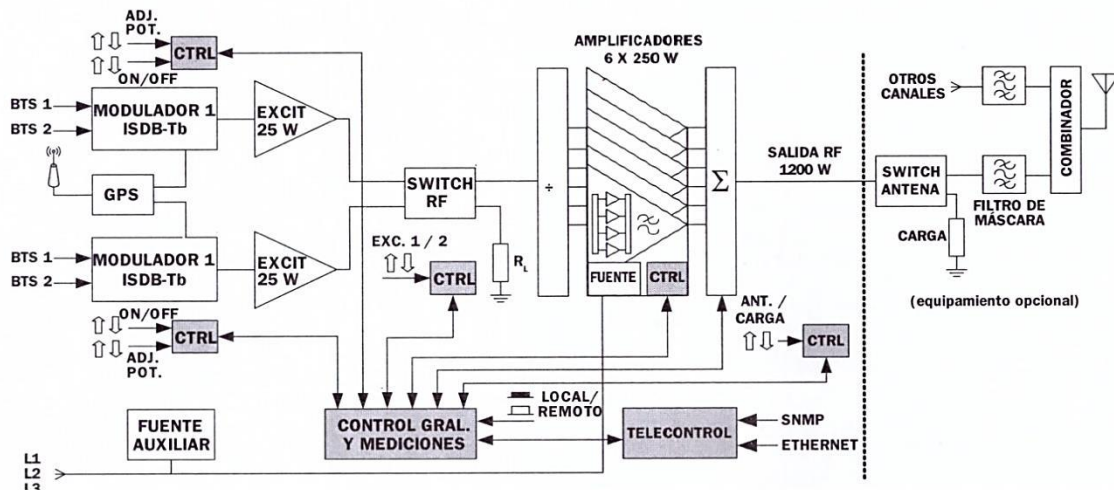 ADJ.
POT.
CTRL
ON/OFF
BTS 1
BTS 2
MODULADOR 1
ISDB-Tb
EXCIT
25 W
GPS
BTS 1
BTS 2
MODULADOR 1
ISDB-Tb
EXCIT
25 W
ON/OFF
CTRL
ADJ.
POT.
SWITCH
RF
R L
EXC. 1 / 2
CTRL
AMPLIFICADORES
6 X 250 W
÷
FUENTE
CTRL
Σ
SALIDA RF
1200 W
ANT. /
CARGA
CTRL
OTROS
CANALES
COMBINADOR
SWITCH
ANTENA
FILTRO DE
MÁSCARA
CARGA
(equipamiento opcional)
FUENTE
AUXILIAR
L1
L2
L3
CONTROL GRAL.
Y MEDICIONES
LOCAL/
REMOTO
TELECONTROL
SNMP
ETHERNET